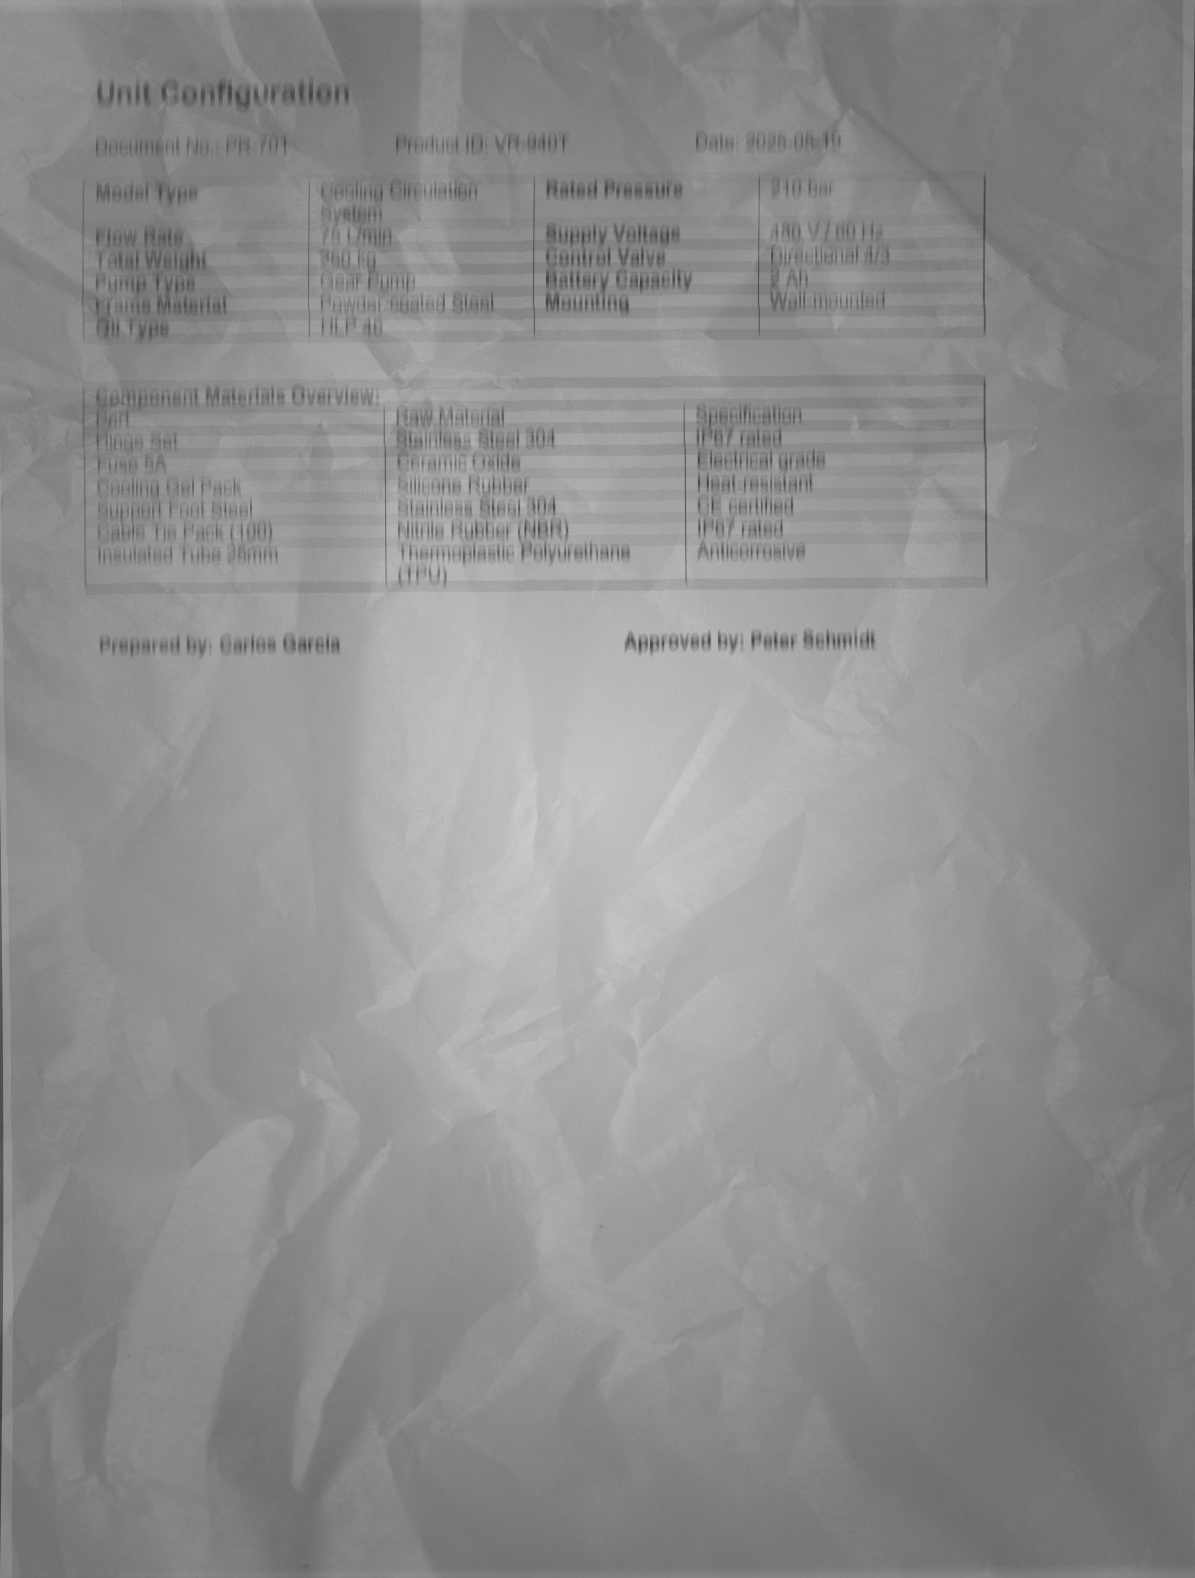 Unit Configuration
Document No.: PR-701 Product ID: VR-940T Date:
Model Type Cooling Circulation System Rated Pressure 210 bar
Flow Rate 75 L/min Supply Voltage 480 V / 60 Hz
Total Weight kg Control Valve Directional 4/3
Pump Type Gear Pump Battery Capacity Ah
Frame Material Powder-coated Steel Mounting Wall-mounted
Oil Type HLP 46
Component Materials Overview:
Part Raw Material Specification
Hinge Set Stainless Steel 304 IP67 rated
Fuse 5A Ceramic Oxide Electrical grade
Cooling Gel Pack Silicone Rubber Heat-resistant
Support Foot Steel Stainless Steel 304 CE certified
Cable Tie Pack (100) Nitrile Rubber (NBR) IP67 rated
Insulated Tube 25mm Thermoplastic Polyurethane (TPU) Anticorrosive
Prepared by: Carlos Garcia Approved by: Peter Schmidt